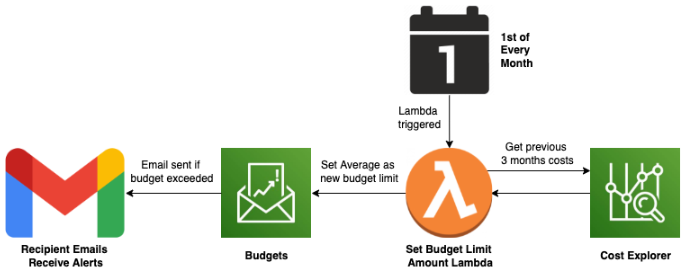 1
1st of
Every
Month
Lambda
triggered
Get previous
3 months costs
Email sent if
budget exceeded
Set Average as
new budget limit
Recipient Emails
Receive Alerts
Budgets
Set Budget Limit
Amount Lambda
Cost Explorer